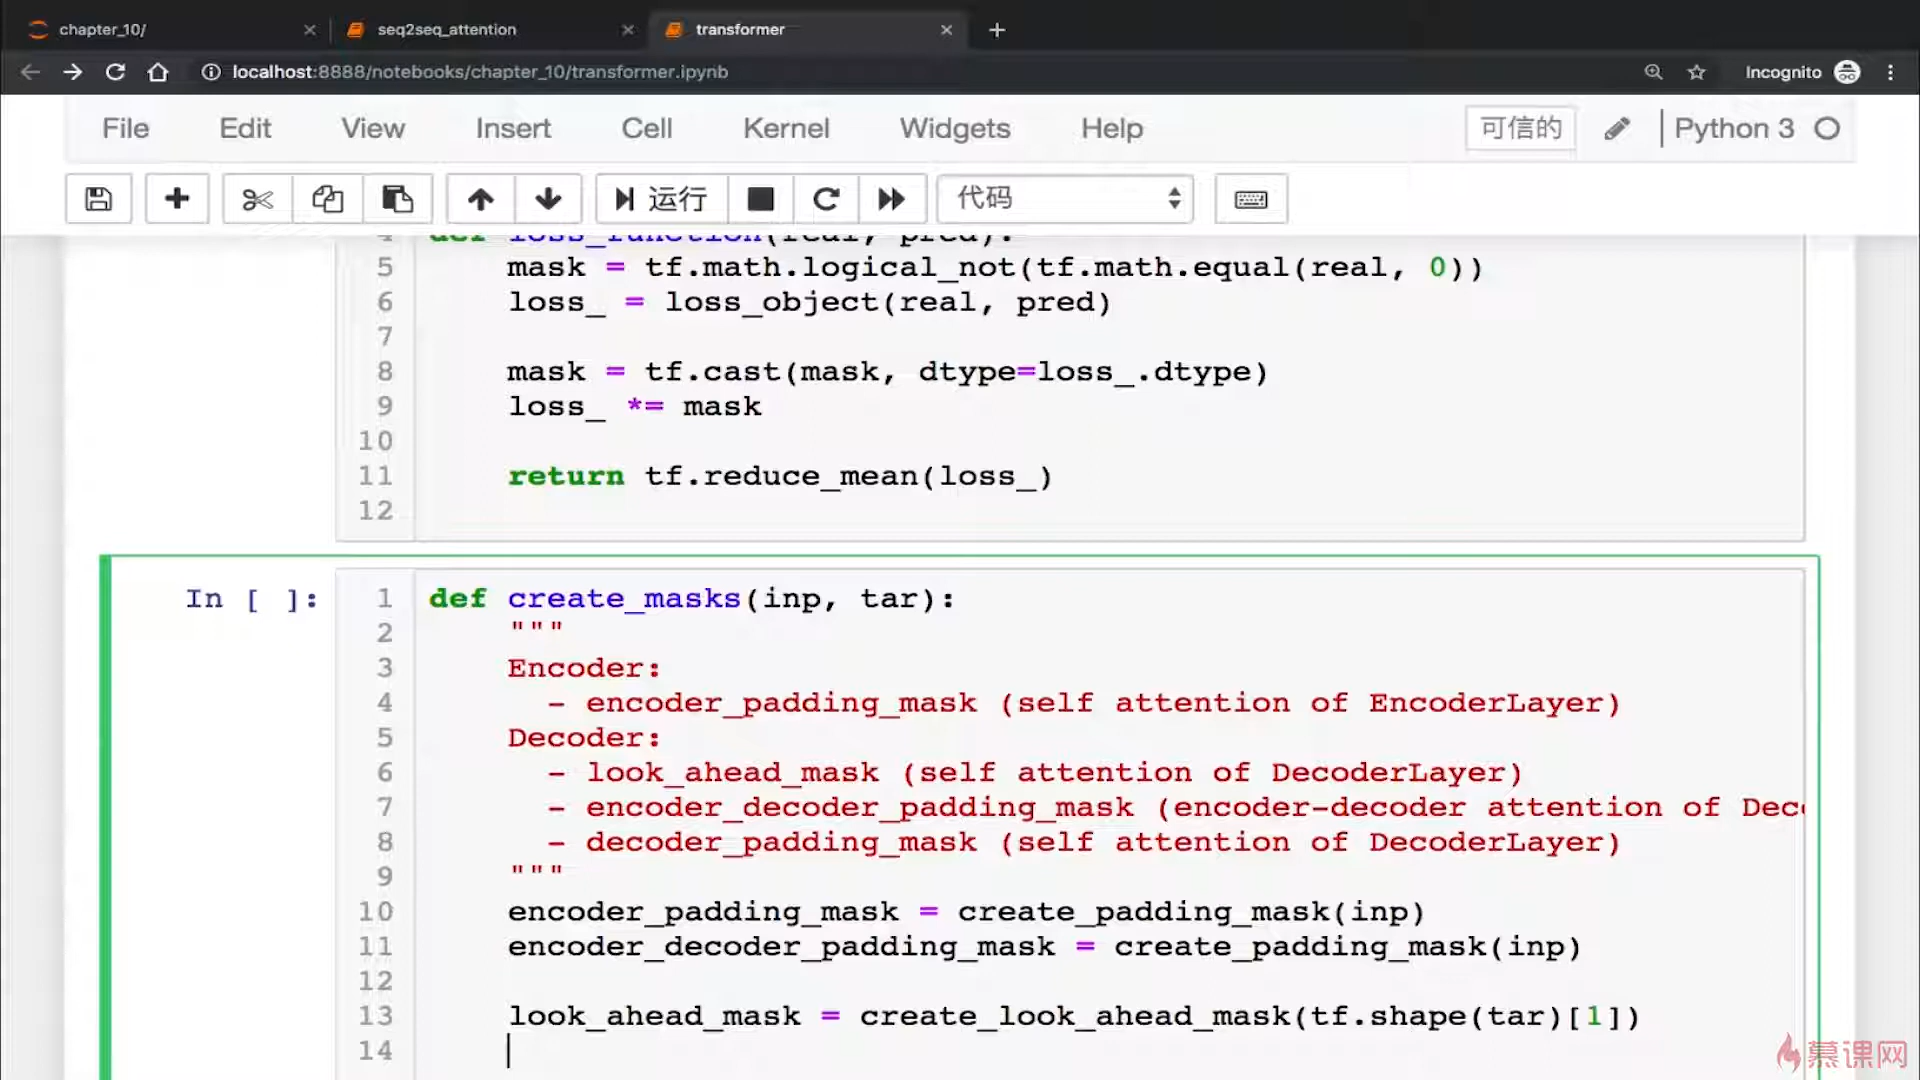 chapter_10/
seq2seq_attention
transformer
localhost:8888/notebooks/chapter_10/transformer.ipynb
Incognito
File Edit View Insert Cell Kernel Widgets Help
可信的
Python 3
运行
代码
4 def loss_function(real, pred):
5 mask = tf.math.logical_not(tf.math.equal(real, 0))
6 loss_ = loss_object(real, pred)
7
8 mask = tf.cast(mask, dtype=loss_.dtype)
9 loss_ *= mask
10
11 return tf.reduce_mean(loss_)
12
In [ ]:
1 def create_masks(inp, tar):
2 """
3 Encoder:
4 - encoder_padding_mask (self attention of EncoderLayer)
5 Decoder:
6 - look_ahead_mask (self attention of DecoderLayer)
7 - encoder_decoder_padding_mask (encoder-decoder attention of Dec
8 - decoder_padding_mask (self attention of DecoderLayer)
9 """
10 encoder_padding_mask = create_padding_mask(inp)
11 encoder_decoder_padding_mask = create_padding_mask(inp)
12
13 look_ahead_mask = create_look_ahead_mask(tf.shape(tar)[1])
14
慕课网